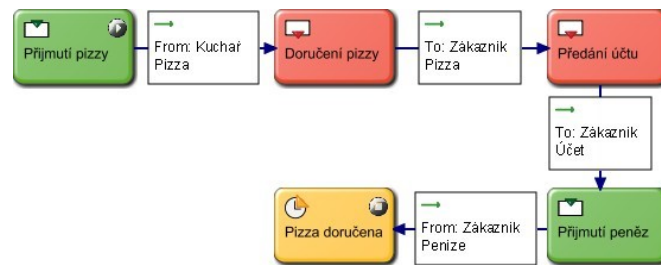 Přijmutí pizzy
From: Kuchař
Pizza
Doručení pizzy
To: Zákazník
Pizza
Předání účtu
To: Zákazník
Účet
Přijmutí peněz
From: Zákazník
Penize
Pizza doručena